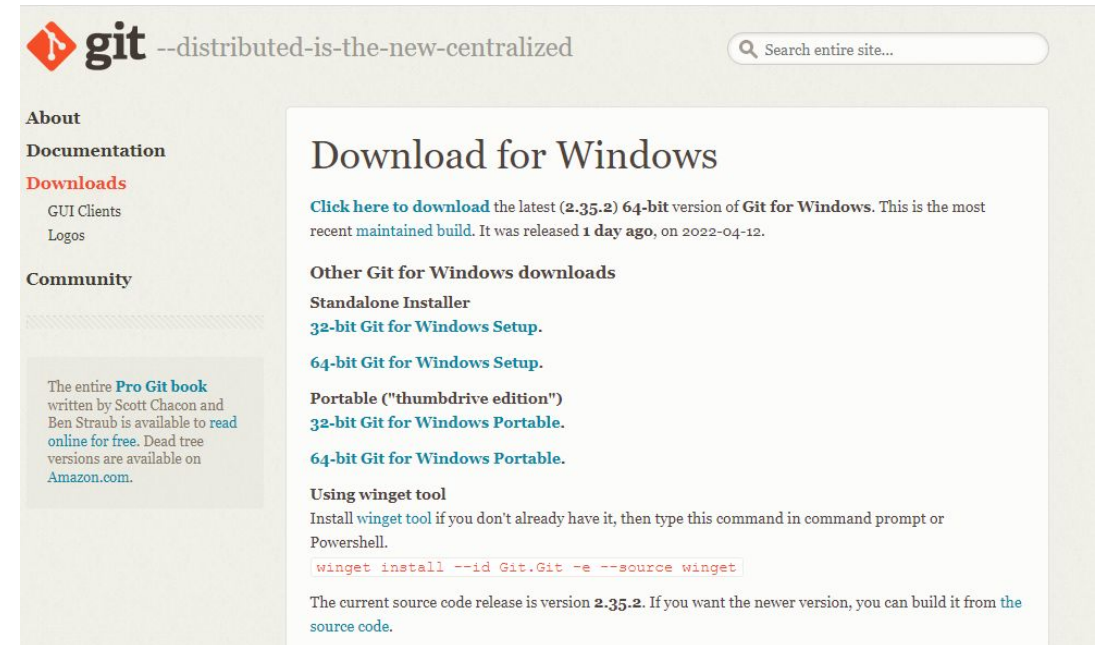 git --distributed-is-the-new-centralized
Search entire site...
About
Documentation
Downloads
GUI Clients
Logos
Community
The entire Pro Git book
written by Scott Chacon and
Ben Straub is available to read
online for free. Dead tree
versions are available on
Amazon.com.
Download for Windows
Click here to download the latest (2.35.2) 64-bit version of Git for Windows. This is the most
recent maintained build. It was released 1 day ago, on 2022-04-12.
Other Git for Windows downloads
Standalone Installer
32-bit Git for Windows Setup.
64-bit Git for Windows Setup.
Portable ("thumbdrive edition")
32-bit Git for Windows Portable.
64-bit Git for Windows Portable.
Using winget tool
Install winget tool if you don't already have it, then type this command in command prompt or
Powershell.
winget install --id Git.Git -e --source winget
The current source code release is version 2.35.2. If you want the newer version, you can build it from the
source code.